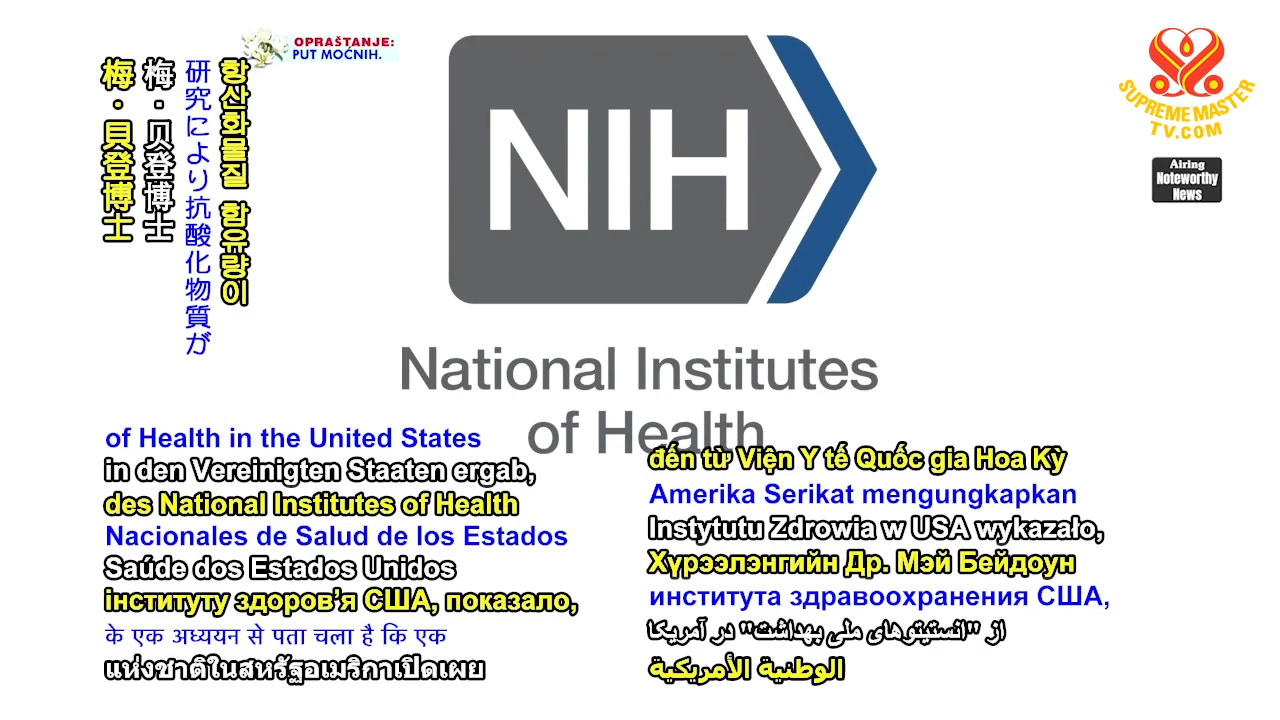 OPRAŠTANJE:
PUT MOĆNIH.
梅・貝登博士
梅・贝登博士
研究により抗酸化物質が
항산화물질 함유량이
NIH
National Institutes
of Health
SUPREME MASTER
TV.COM
Airing
Noteworthy
News
of Health in the United States
in den Vereinigten Staaten ergab,
des National Institutes of Health
Nacionales de Salud de los Estados
Saúde dos Estados Unidos
інституту здоров’я США, показало,
के एक अध्ययन से पता चला है कि एक
แห่งชาติในสหรัฐอเมริกาเปิดเผย
đến từ Viện Y tế Quốc gia Hoa Kỳ
Amerika Serikat mengungkapkan
Instytutu Zdrowia w USA wykazało,
Хүрээлэнгийн Др. Мэй Бейдоун
института здравоохранения США,
از "انستیتوهای ملی بهداشت" در آمریکا
الوطنية الأمريكية